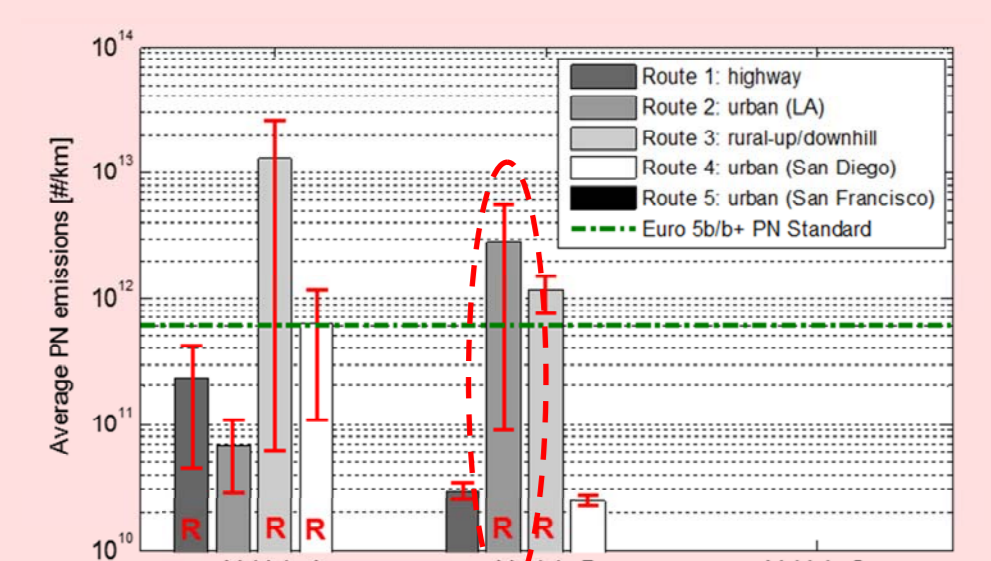 10^14
10^13
10^12
10^11
10^10
Average PN emissions [#/km]
Route 1: highway
Route 2: urban (LA)
Route 3: rural-up/downhill
Route 4: urban (San Diego)
Route 5: urban (San Francisco)
Euro 5b/b+ PN Standard
R R R R R